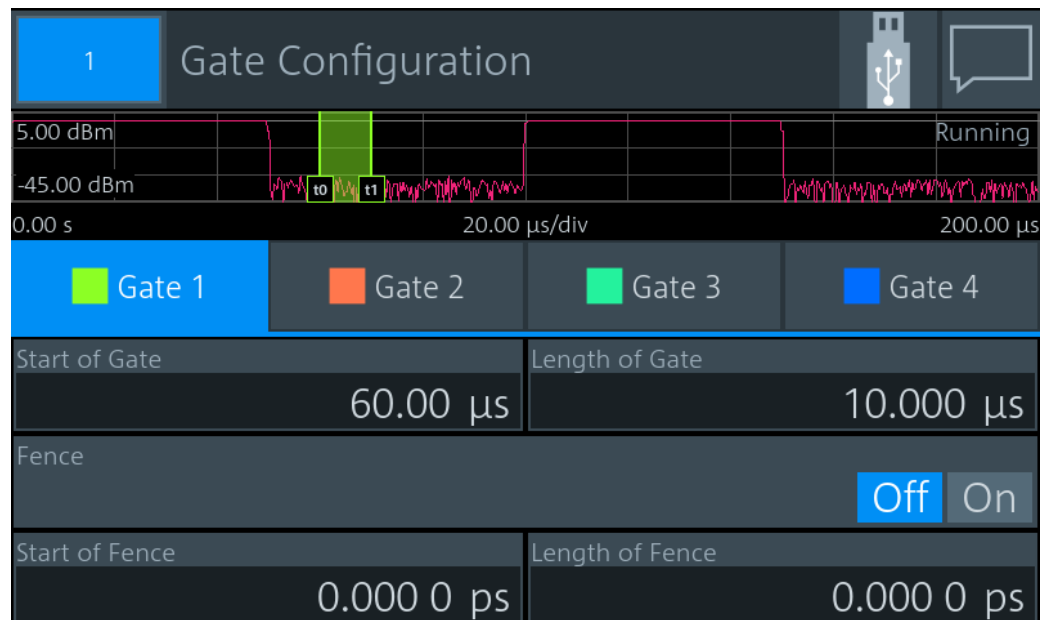 1 Gate Configuration
5.00 dBm Running
-45.00 dBm t0 t1
0.00 s 20.00 µs/div 200.00 µs
Gate 1 Gate 2 Gate 3 Gate 4
Start of Gate Length of Gate
60.00 µs 10.000 µs
Fence
Off On
Start of Fence Length of Fence
0.000 0 ps 0.000 0 ps